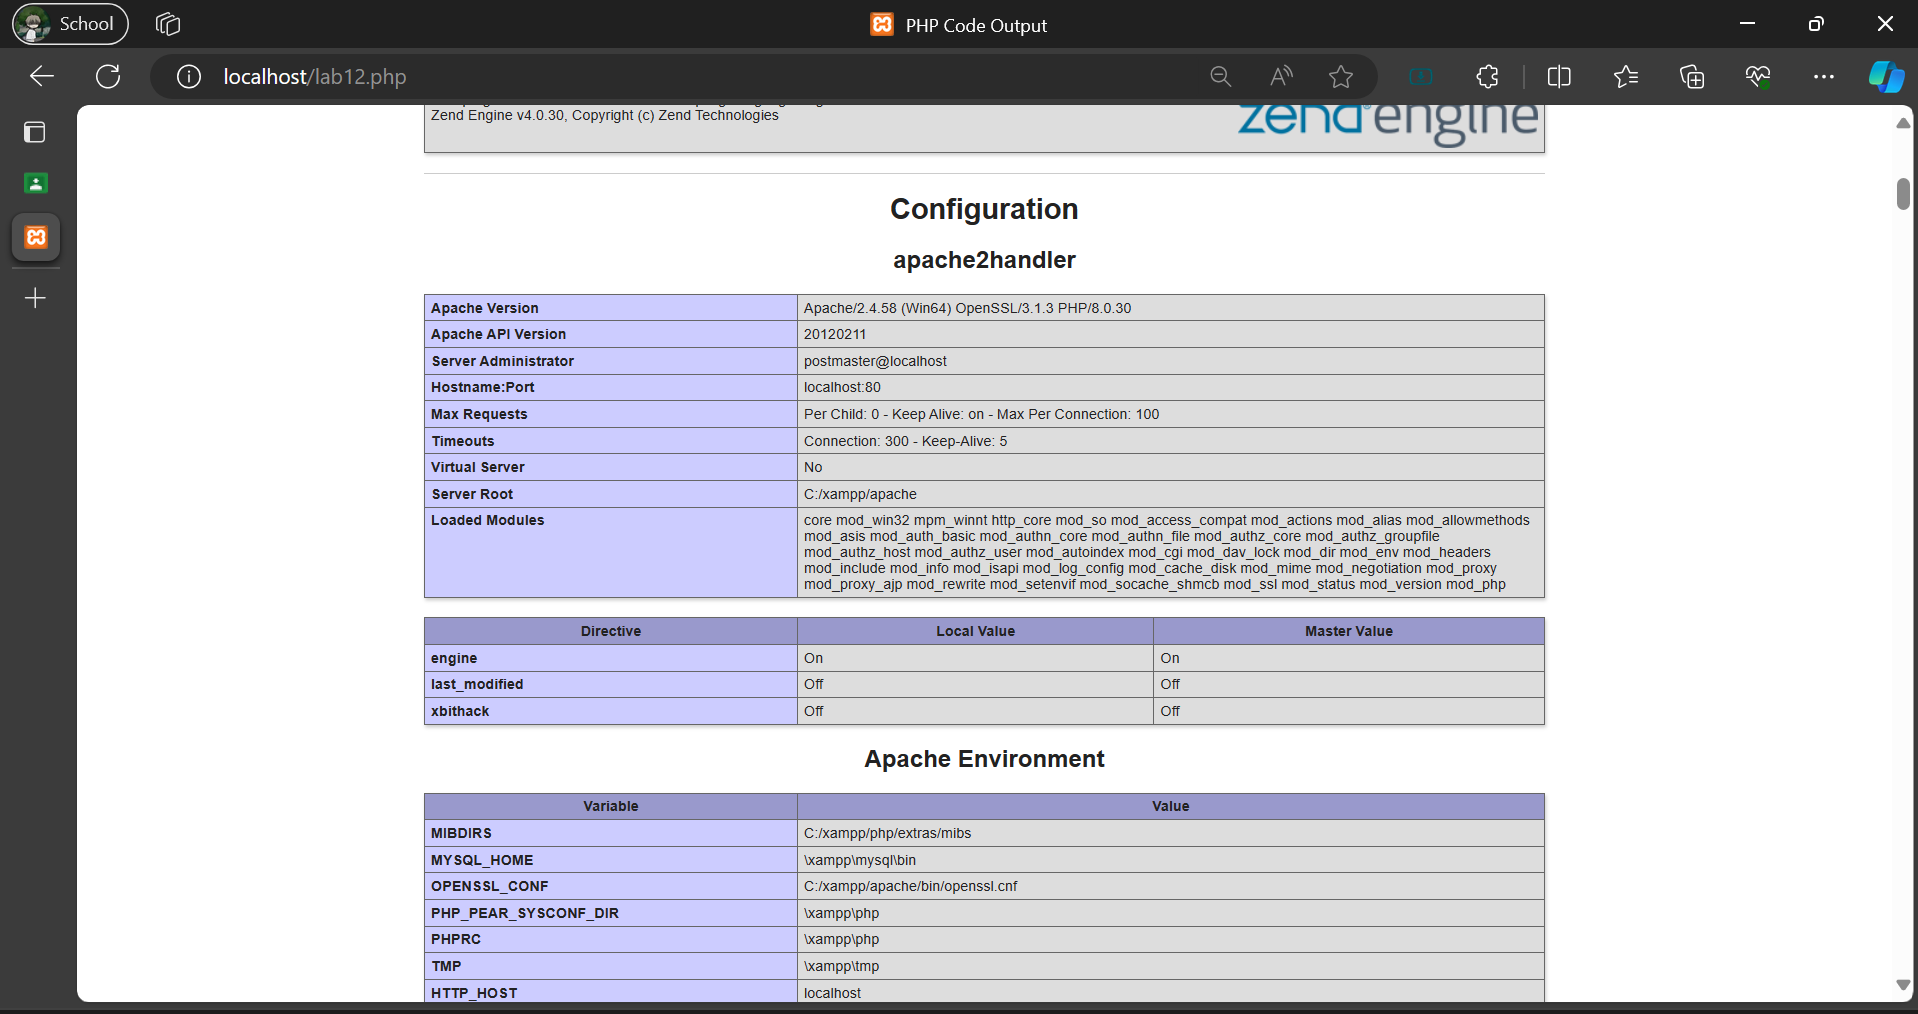 School
PHP Code Output
localhost/lab12.php
Zend Engine v4.0.30, Copyright (c) Zend Technologies
zend engine
Configuration
apache2handler
Apache Version Apache/2.4.58 (Win64) OpenSSL/3.1.3 PHP/8.0.30
Apache API Version 20120211
Server Administrator postmaster@localhost
Hostname:Port localhost:80
Max Requests Per Child: 0 - Keep Alive: on - Max Per Connection: 100
Timeouts Connection: 300 - Keep-Alive: 5
Virtual Server No
Server Root C:/xampp/apache
Loaded Modules core mod_win32 mpm_winnt http_core mod_so mod_access_compat mod_actions mod_alias mod_allowmethods
mod_asis mod_auth_basic mod_authn_core mod_authn_file mod_authz_core mod_authz_groupfile
mod_authz_host mod_authz_user mod_autoindex mod_cgi mod_dav_lock mod_dir mod_env mod_headers
mod_include mod_info mod_isapi mod_log_config mod_cache_disk mod_mime mod_negotiation mod_proxy
mod_proxy_ajp mod_rewrite mod_setenvif mod_socache_shmcb mod_ssl mod_status mod_version mod_php
Directive Local Value Master Value
engine On On
last_modified Off Off
xbithack Off Off
Apache Environment
Variable Value
MIBDIRS C:/xampp/php/extras/mibs
MYSQL_HOME \xampp\mysql\bin
OPENSSL_CONF C:/xampp/apache/bin/openssl.cnf
PHP_PEAR_SYSCONF_DIR \xampp\php
PHPRC \xampp\php
TMP \xampp\tmp
HTTP_HOST localhost